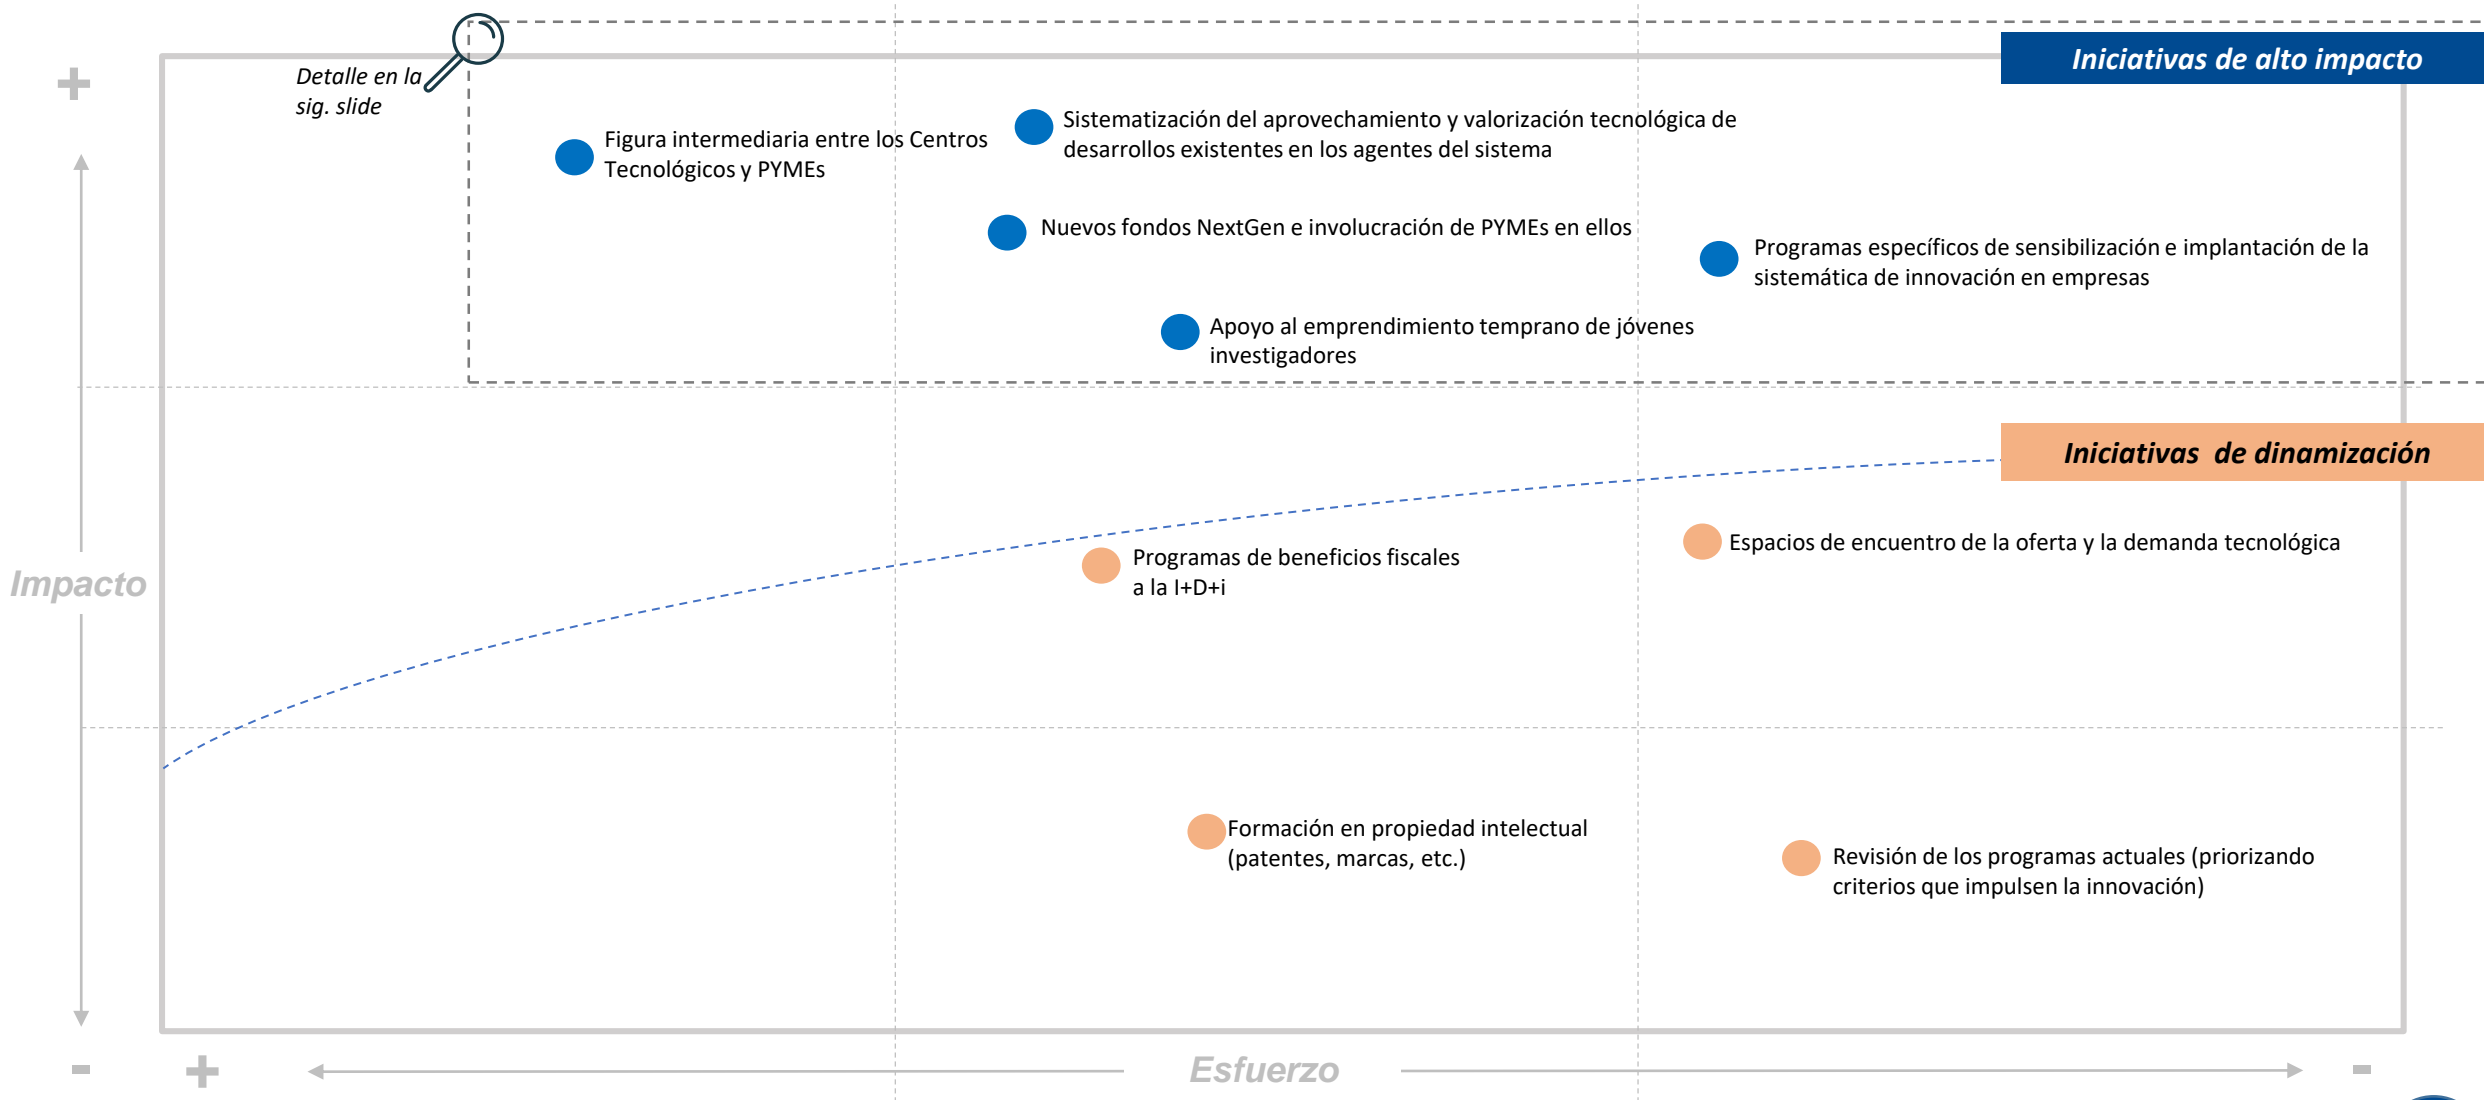 Iniciativas de alto impacto
+
Detalle en la
sig. slide
Figura intermediaria entre los Centros
Tecnológicos y PYMEs
Sistematización del aprovechamiento y valorización tecnológica de
desarrollos existentes en los agentes del sistema
Nuevos fondos NextGen e involucración de PYMEs en ellos
Programas específicos de sensibilización e implantación de la
sistemática de innovación en empresas
Apoyo al emprendimiento temprano de jóvenes
investigadores
Iniciativas de dinamización
Impacto
Programas de beneficios fiscales
a la I+D+i
Espacios de encuentro de la oferta y la demanda tecnológica
Formación en propiedad intelectual
(patentes, marcas, etc.)
Revisión de los programas actuales (priorizando
criterios que impulsen la innovación)
-
+
Esfuerzo
-